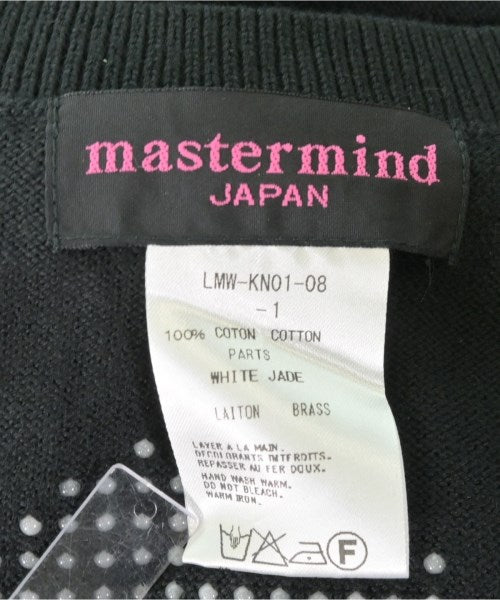 mastermind
JAPAN
LMW-KN01-08
-1
100% COTON COTTON
PARTS
WHITE JADE
LAITON BRASS
LAVER A LA MAIN.
DECOLORANTS INTERDITS.
REPASSER AU FER DOUX.
HAND WASH WARM.
DO NOT BLEACH.
WARM IRON.
F